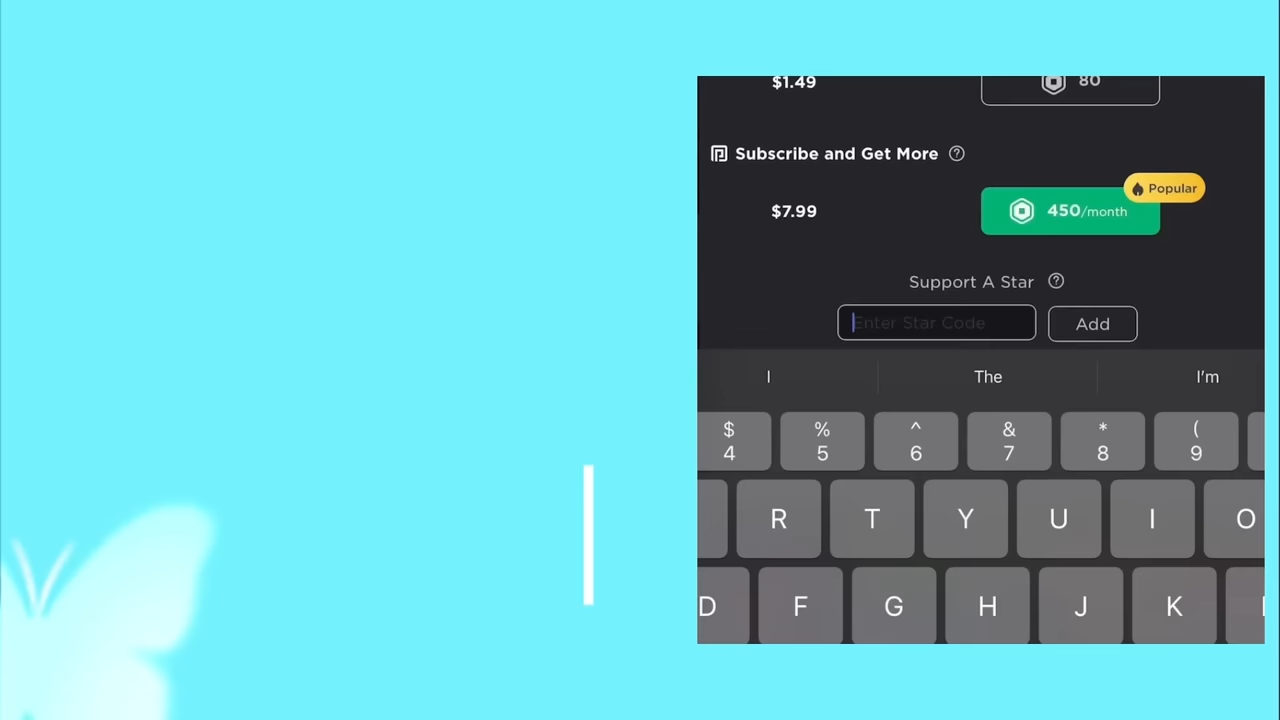 $1.49 80
Subscribe and Get More ?
Popular
$7.99 450/month
Support A Star ?
Enter Star Code Add
I The I'm
$ % ^ & * (
4 5 6 7 8 9
R T Y U I O
D F G H J K